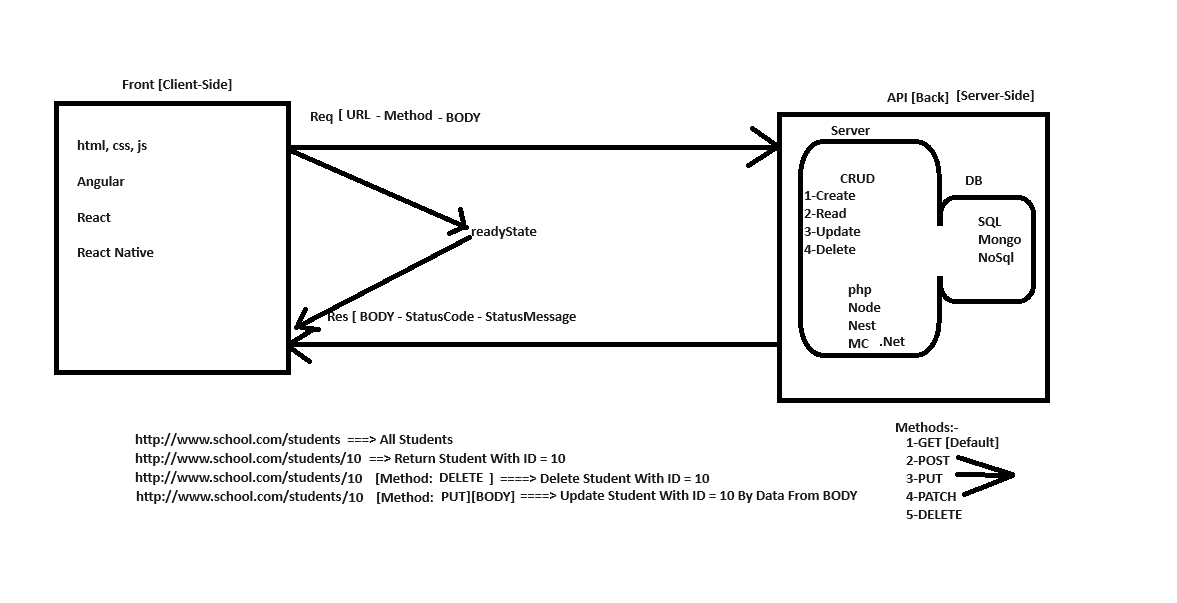 Front [Client-Side]
html, css, js
Angular
React
React Native
Req [ URL - Method - BODY
readyState
Res [ BODY - StatusCode - StatusMessage
API [Back] [Server-Side]
Server
CRUD
1-Create
2-Read
3-Update
4-Delete
php
Node
Nest
MC .Net
DB
SQL
Mongo
NoSql
http://www.school.com/students ===> All Students
http://www.school.com/students/10 ==> Return Student With ID = 10
http://www.school.com/students/10 [Method: DELETE ] ====> Delete Student With ID = 10
http://www.school.com/students/10 [Method: PUT][BODY] ====> Update Student With ID = 10 By Data From BODY
Methods:-
1-GET [Default]
2-POST
3-PUT
4-PATCH
5-DELETE